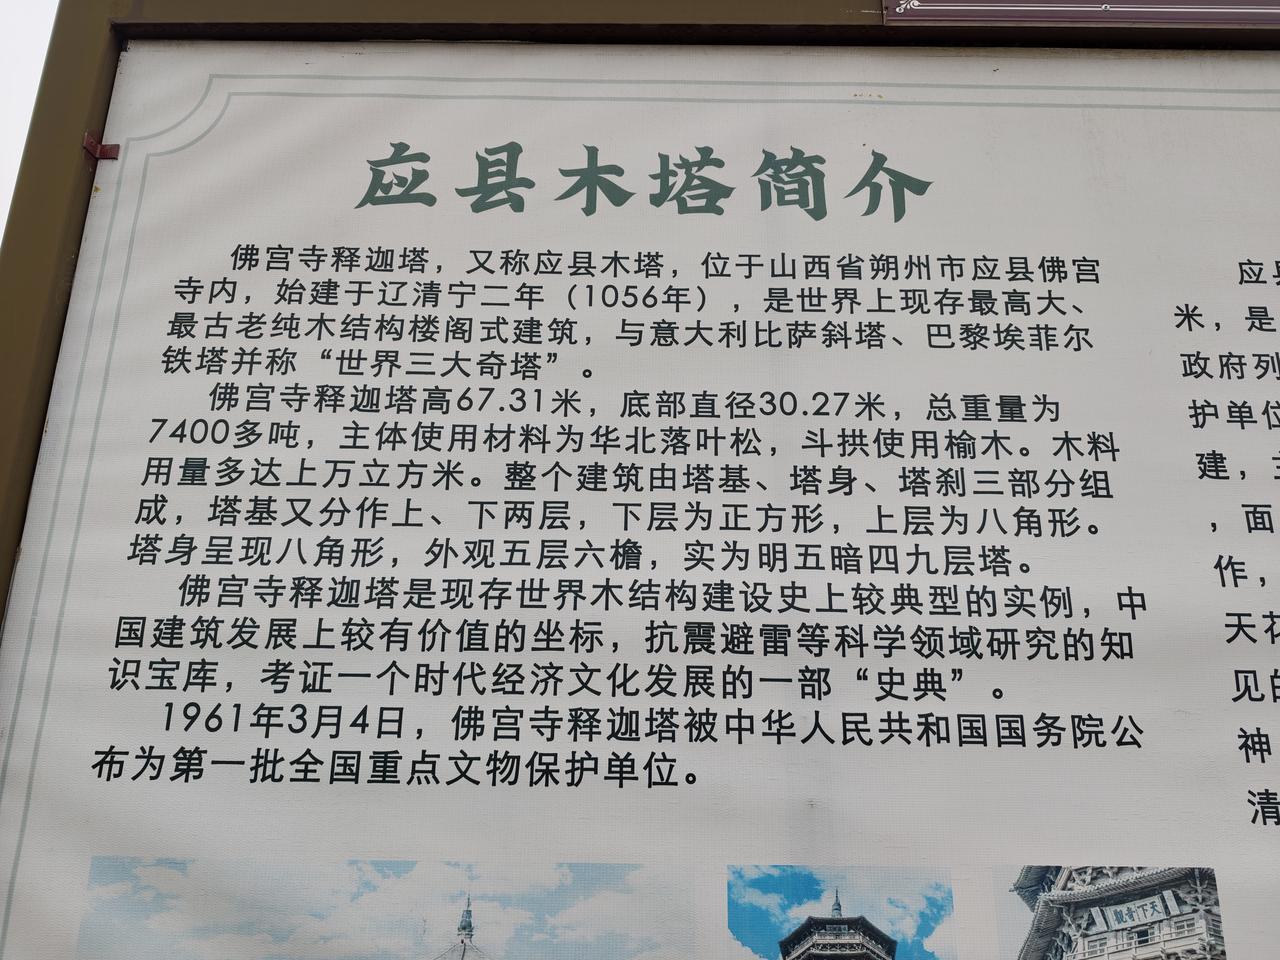 应县木塔简介
佛宫寺释迦塔，又称应县木塔，位于山西省朔州市应县佛宫
寺内，始建于辽清宁二年（1056年），是世界上现存最高大、
最古老纯木结构楼阁式建筑，与意大利比萨斜塔、巴黎埃菲尔
铁塔并称“世界三大奇塔”。
佛宫寺释迦塔高67.31米，底部直径30.27米，总重量为
7400多吨，主体使用材料为华北落叶松，斗拱使用榆木。木料
用量多达上万立方米。整个建筑由塔基、塔身、塔刹三部分组
成，塔基又分作上、下两层，下层为正方形，上层为八角形。
塔身呈现八角形，外观五层六檐，实为明五暗四九层塔。
佛宫寺释迦塔是现存世界木结构建设史上较典型的实例，中
国建筑发展上较有价值的坐标，抗震避雷等科学领域研究的知
识宝库，考证一个时代经济文化发展的一部“史典”。
1961年3月4日，佛宫寺释迦塔被中华人民共和国国务院公
布为第一批全国重点文物保护单位。
应县
米，是
政府列
护单位
建，
，面
作，
天花
见的
神
清
天下奇观